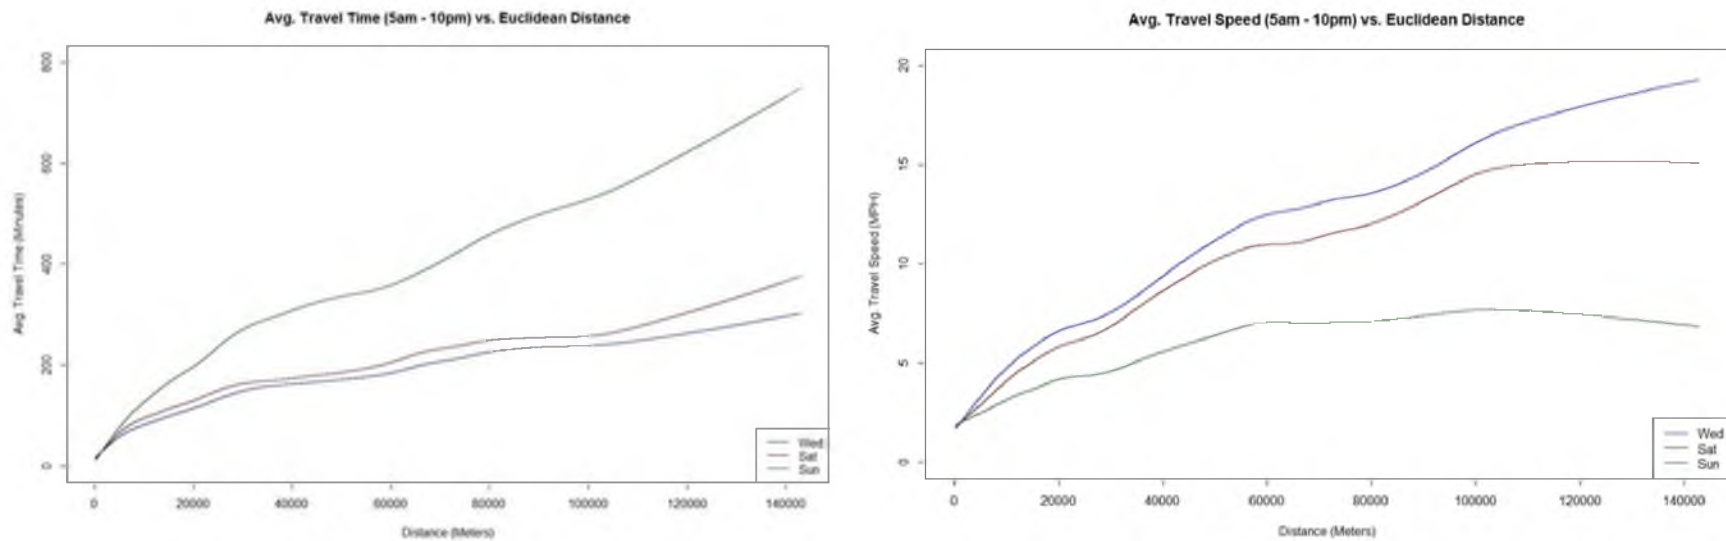 Avg. Travel Time (5am - 10pm) vs. Euclidean Distance
Avg. Travel Time (Minutes)
800
600
400
200
0
0 20000 40000 60000 80000 100000 120000 140000
Distance (Meters)
Wed
Sat
Sun
Avg. Travel Speed (5am - 10pm) vs. Euclidean Distance
Avg. Travel Speed (MPH)
20
15
10
5
0
0 20000 40000 60000 80000 100000 120000 140000
Distance (Meters)
Wed
Sat
Sun